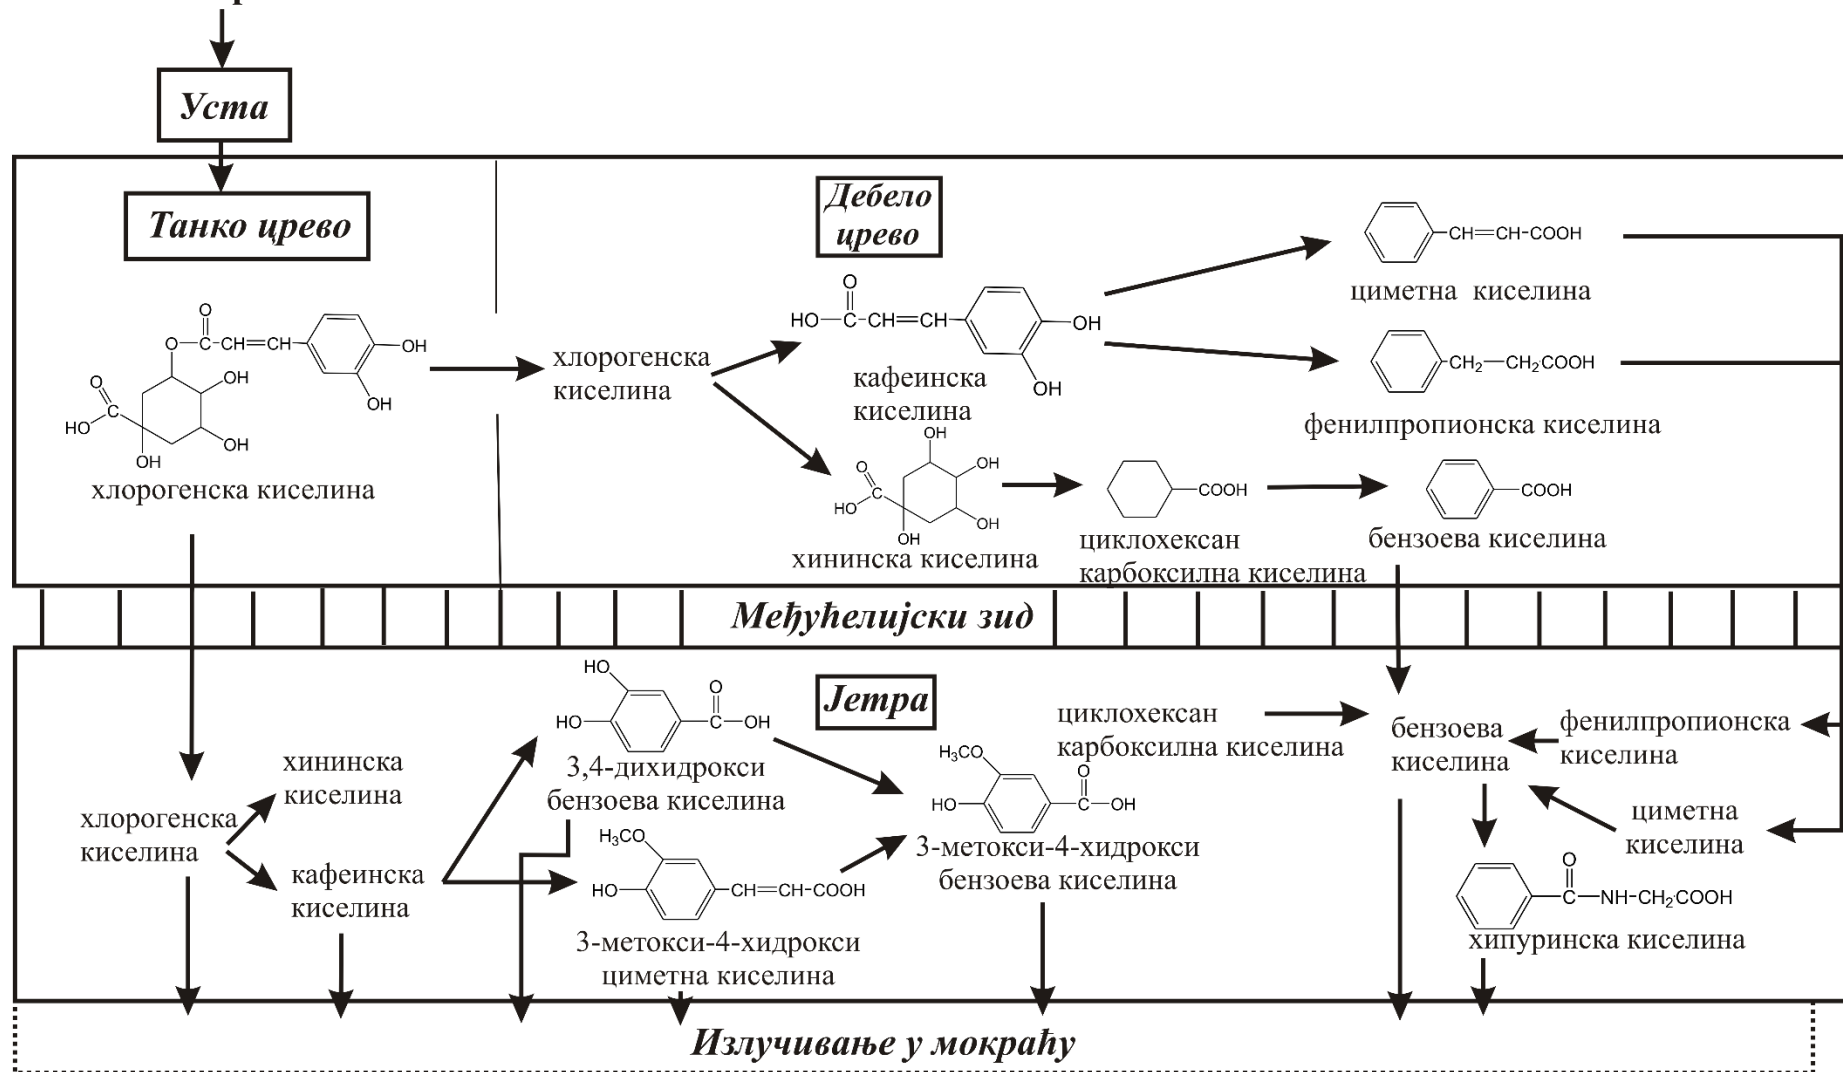 Уста
Танко црево
Дебело
црево
O
O
C
CH
CH
OH
OH
O
C
HO
OH
OH
OH
хлорогенска киселина
хлорогенска
киселина
O
HO
C
CH
CH
OH
OH
кафеинска
киселина
OH
OH
OH
OH
O
C
HO
хининска киселина
COOH
циклохексан
карбоксилна киселина
CH=CH-COOH
циметна киселина
CH2
CH2COOH
фенилпропионска киселина
COOH
бензоева киселина
Међућелијски зид
Јетра
хлорогенска
киселина
хининска
киселина
кафеинска
киселина
HO
HO
O
C
OH
3,4-дихидрокси
бензоева киселина
H3CO
HO
CH=CH-COOH
3-метокси-4-хидрокси
циметна киселина
H3CO
HO
O
C
OH
3-метокси-4-хидрокси
бензоева киселина
циклохексан
карбоксилна киселина
бензоева
киселина
фенилпропионска
киселина
циметна
киселина
O
C
NH-CH2COOH
хипуринска киселина
Излучивање у мокраћу